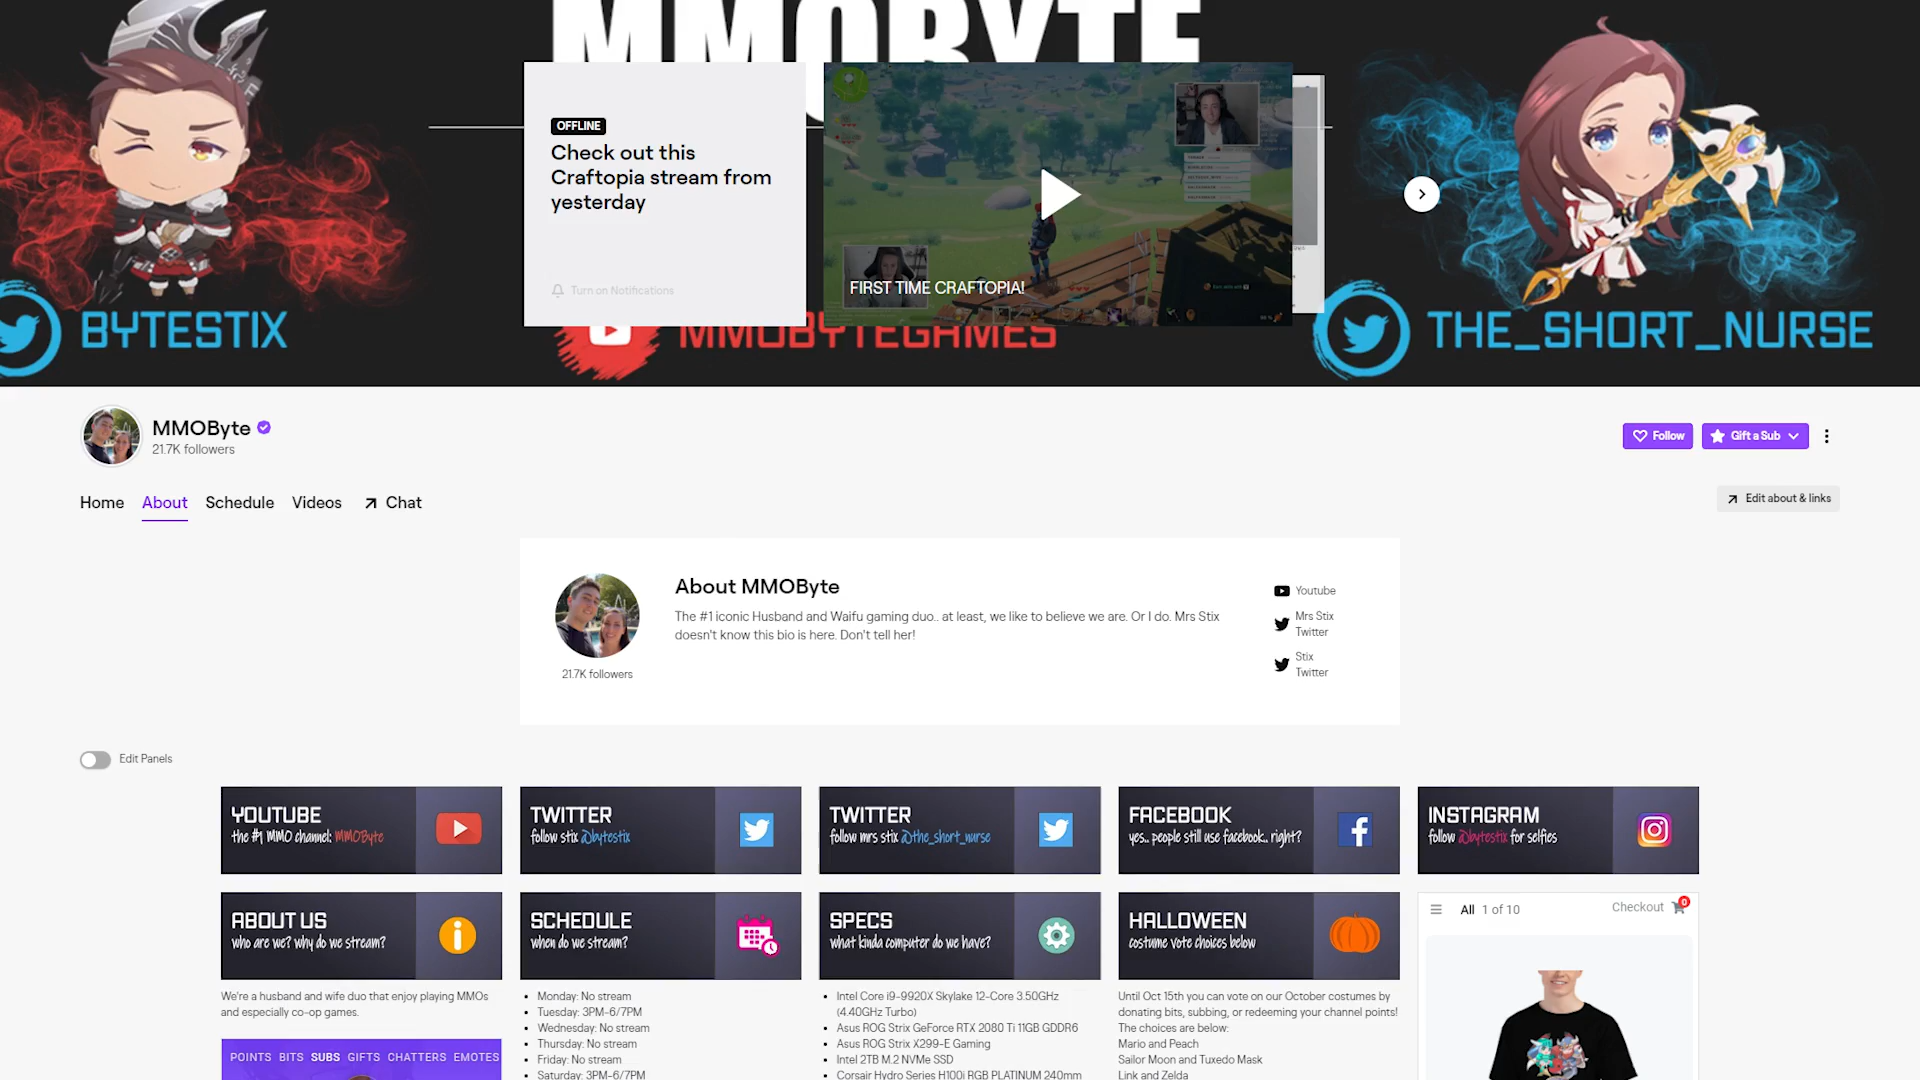 MMOBYTE
OFFLINE
Check out this
Craftopia stream from
yesterday
Turn on Notifications
FIRST TIME CRAFTOPIA!
BYTESTIX
MMOBYTEGAMES
THE_SHORT_NURSE
MMOByte
21.7K followers
Follow
Gift a Sub
Home
About
Schedule
Videos
Chat
Edit about & links
About MMOByte
The #1 iconic Husband and Waifu gaming duo.. at least, we like to believe we are. Or I do. Mrs Stix
doesn't know this bio is here. Don't tell her!
21.7K followers
Youtube
Mrs Stix
Twitter
Stix
Twitter
Edit Panels
YOUTUBE
the #1 MMO channel: MMOByte
TWITTER
follow stix @bytestix
TWITTER
follow mrs stix @the_short_nurse
FACEBOOK
yes.. people still use facebook.. right?
INSTAGRAM
follow @bytestix for selfies
ABOUT US
who are we? why do we stream?
SCHEDULE
when do we stream?
SPECS
what kinda computer do we have?
HALLOWEEN
costume vote choices below
All 1 of 10
Checkout
0
We're a husband and wife duo that enjoy playing MMOs
and especially co-op games.
POINTS BITS SUBS GIFTS CHATTERS EMOTES
Monday: No stream
Tuesday: 3PM-6/7PM
Wednesday: No stream
Thursday: No stream
Friday: No stream
Saturday: 3PM-6/7PM
Intel Core i9-9920X Skylake 12-Core 3.50GHz
(4.40GHz Turbo)
Asus ROG Strix GeForce RTX 2080 Ti 11GB GDDR6
Asus ROG Strix X299-E Gaming
Intel 2TB M.2 NVMe SSD
Corsair Hydro Series H100i RGB PLATINUM 240mm
Until Oct 15th you can vote on our October costumes by
donating bits, subbing, or redeeming your channel points!
The choices are below:
Mario and Peach
Sailor Moon and Tuxedo Mask
Link and Zelda